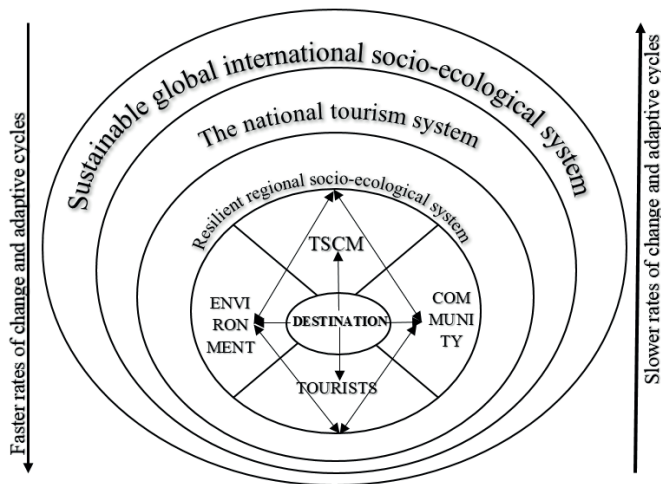 Sustainable global international socio-ecological system
The national tourism system
Resilient regional socio-ecological system
TSCM
ENVI
RON
MENT
DESTINATION
COM
MUNI
TY
TOURISTS
Faster rates of change and adaptive cycles
Slower rates of change and adaptive cycles